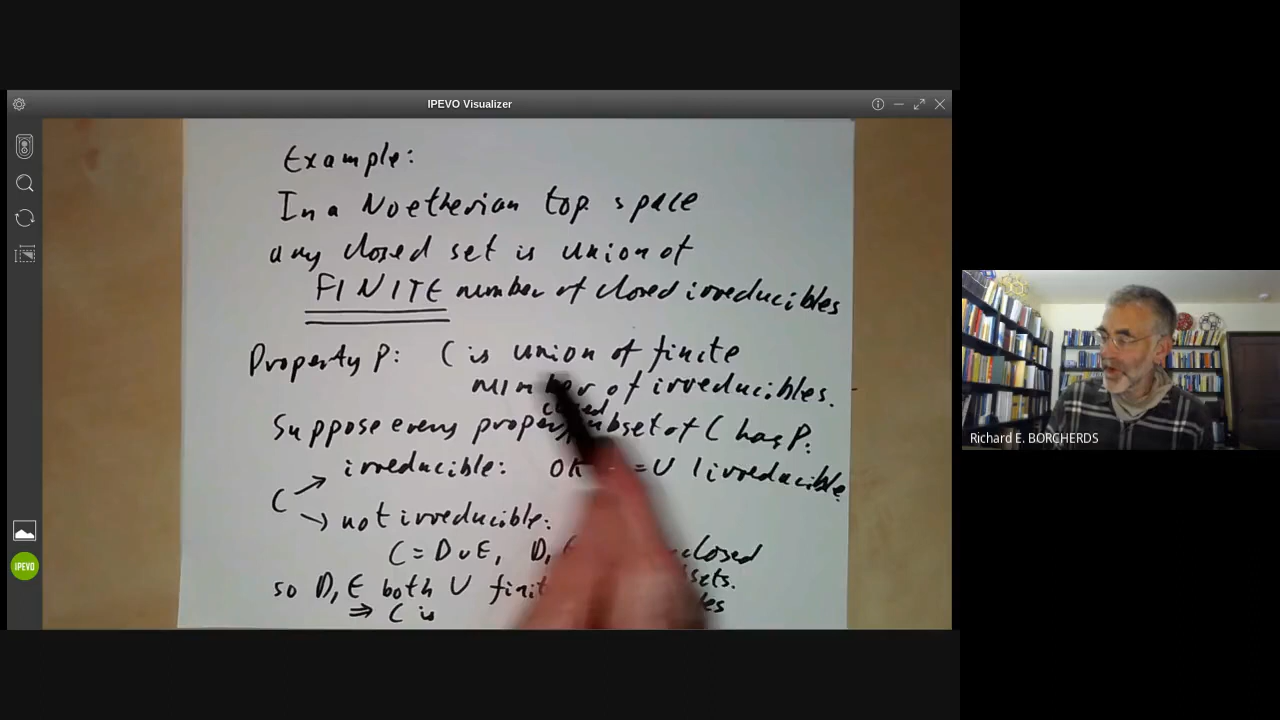 IPEVO Visualizer
Example:
In a Noetherian top. space
any closed set is union of
FINITE number of closed irreducibles
Property P: C is union of finite
number of irreducibles.
closed
Suppose every proper subset of C has P.
irreducible: OK = U 1 irreducible.
C
not irreducible:
C = D ∪ E, D, closed
sets.
so D, E both U
⇒ C is
Richard E. BORCHERDS
IPEVO